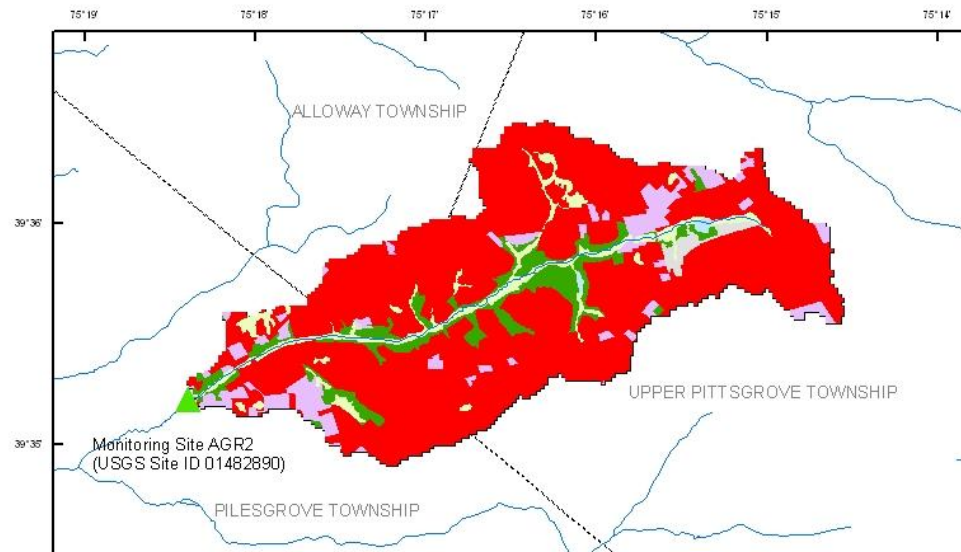 75°19 75°18 75°17 75°16 75°15 75°14
ALLOWAY TOWNSHIP
39°36
UPPER PITTSGROVE TOWNSHIP
39°35
Monitoring Site AGR2
(USGS Site ID 01482890)
PILESGROVE TOWNSHIP